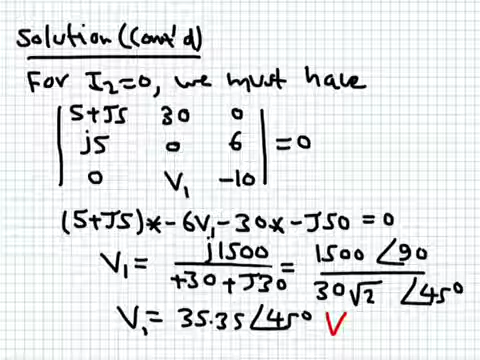 Solution (Cont'd)
For I₂=0, we must have
| 5+J5 30 0 |
| j5 0 6 | = 0
| 0 V₁ -10 |
(5+J5)*-6V₁-30*-J50 = 0
V₁ = j1500 / +30+J30 = 1500 ∠90 / 30√2 ∠45°
V₁ = 35.35∠45° V